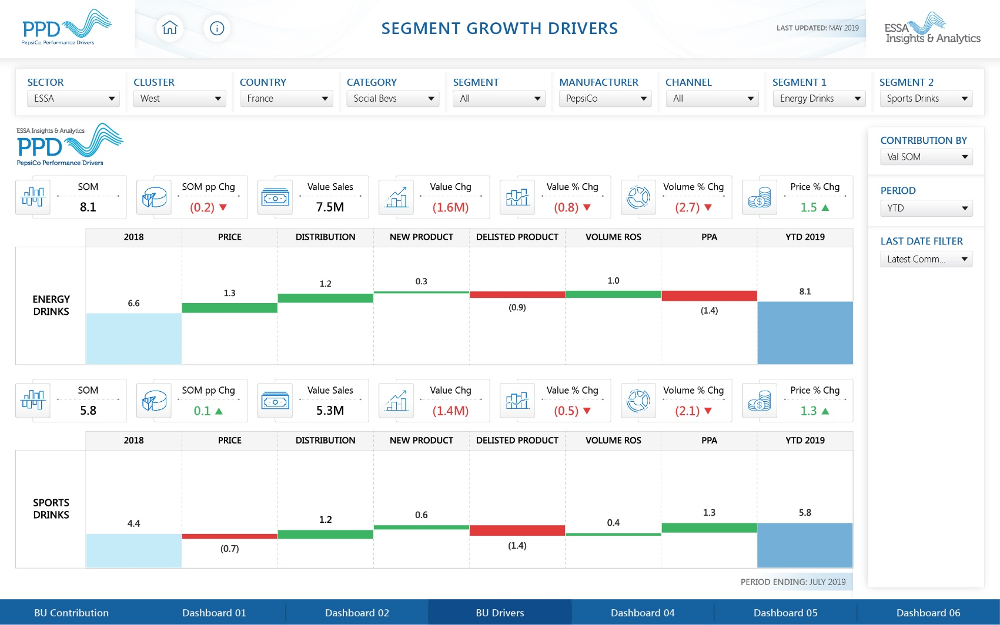 PPD
PepsiCo Performance Drivers
SEGMENT GROWTH DRIVERS
LAST UPDATED: MAY 2019
ESSA
Insights & Analytics
SECTOR CLUSTER COUNTRY CATEGORY SEGMENT MANUFACTURER CHANNEL SEGMENT 1 SEGMENT 2
ESSA West France Social Bevs All PepsiCo All Energy Drinks Sports Drinks
ESSA Insights & Analytics
PPD
PepsiCo Performance Drivers
CONTRIBUTION BY
Val SOM
PERIOD
YTD
LAST DATE FILTER
Latest Comm...
SOM SOM pp Chg Value Sales Value Chg Value % Chg Volume % Chg Price % Chg
8.1 (0.2) ▼ 7.5M (1.6M) (0.8) ▼ (2.7) ▼ 1.5 ▲
2018 PRICE DISTRIBUTION NEW PRODUCT DELISTED PRODUCT VOLUME ROS PPA YTD 2019
ENERGY
DRINKS
6.6 1.3 1.2 0.3 (0.9) 1.0 (1.4) 8.1
SOM SOM pp Chg Value Sales Value Chg Value % Chg Volume % Chg Price % Chg
5.8 0.1 ▲ 5.3M (1.4M) (0.5) ▼ (2.1) ▼ 1.3 ▲
2018 PRICE DISTRIBUTION NEW PRODUCT DELISTED PRODUCT VOLUME ROS PPA YTD 2019
SPORTS
DRINKS
4.4 (0.7) 1.2 0.6 (1.4) 0.4 1.3 5.8
PERIOD ENDING: JULY 2019
BU Contribution Dashboard 01 Dashboard 02 BU Drivers Dashboard 04 Dashboard 05 Dashboard 06